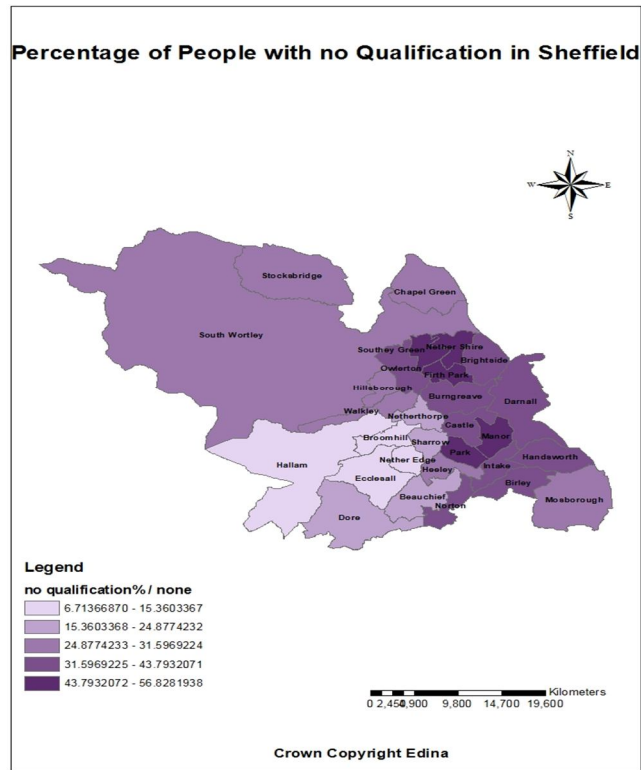 Percentage of People with no Qualification in Sheffield
N
W E
S
Stocksbridge
Chapel Green
South Wortley
Southey Green
Nether Shire
Brightside
Owlerton
Firth Park
Hillsborough
Burngreave
Darnall
Walkley
Netherthorpe
Castle
Broomhill
Sharrow
Manor
Park
Nether Edge
Handsworth
Hallam
Heeley
Intake
Ecclesall
Birley
Beauchief
Norton
Mosborough
Dore
Legend
no qualification% / none
6.71366870 - 15.3603367
15.3603368 - 24.8774232
24.8774233 - 31.5969224
31.5969225 - 43.7932071
43.7932072 - 56.8281938
Kilometers
0 2,450 4,900 9,800 14,700 19,600
Crown Copyright Edina